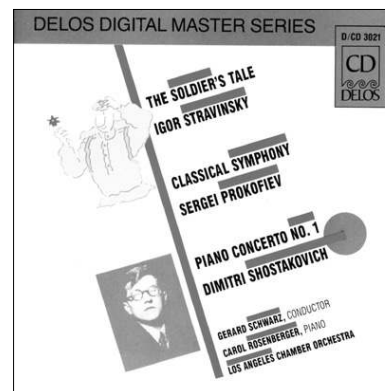 DELOS DIGITAL MASTER SERIES
D/CD 3021
CD
DELOS
THE SOLDIER'S TALE
IGOR STRAVINSKY
CLASSICAL SYMPHONY
SERGEI PROKOFIEV
PIANO CONCERTO NO. 1
DIMITRI SHOSTAKOVICH
GERARD SCHWARZ, CONDUCTOR
CAROL ROSENBERGER, PIANO
LOS ANGELES CHAMBER ORCHESTRA